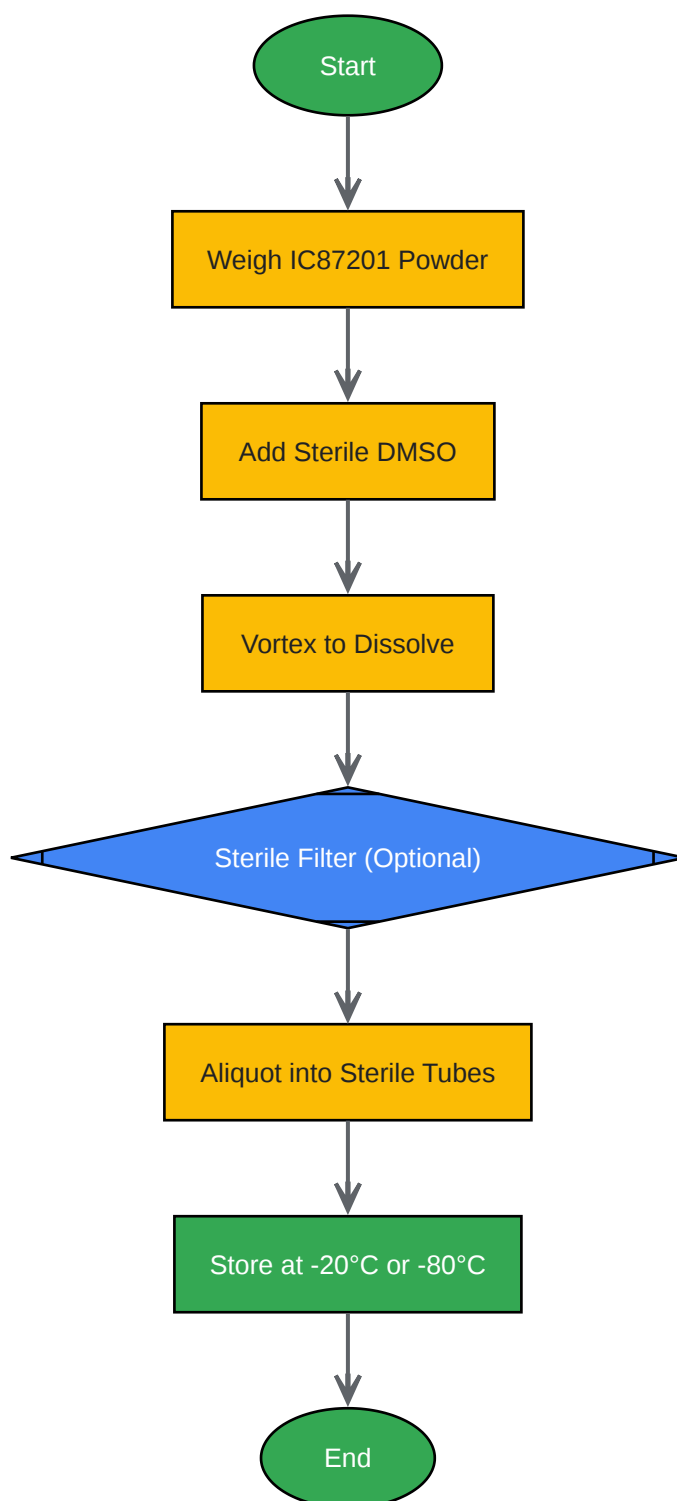 Start
Weigh IC87201 Powder
Add Sterile DMSO
Vortex to Dissolve
Sterile Filter (Optional)
Aliquot into Sterile Tubes
Store at -20°C or -80°C
End